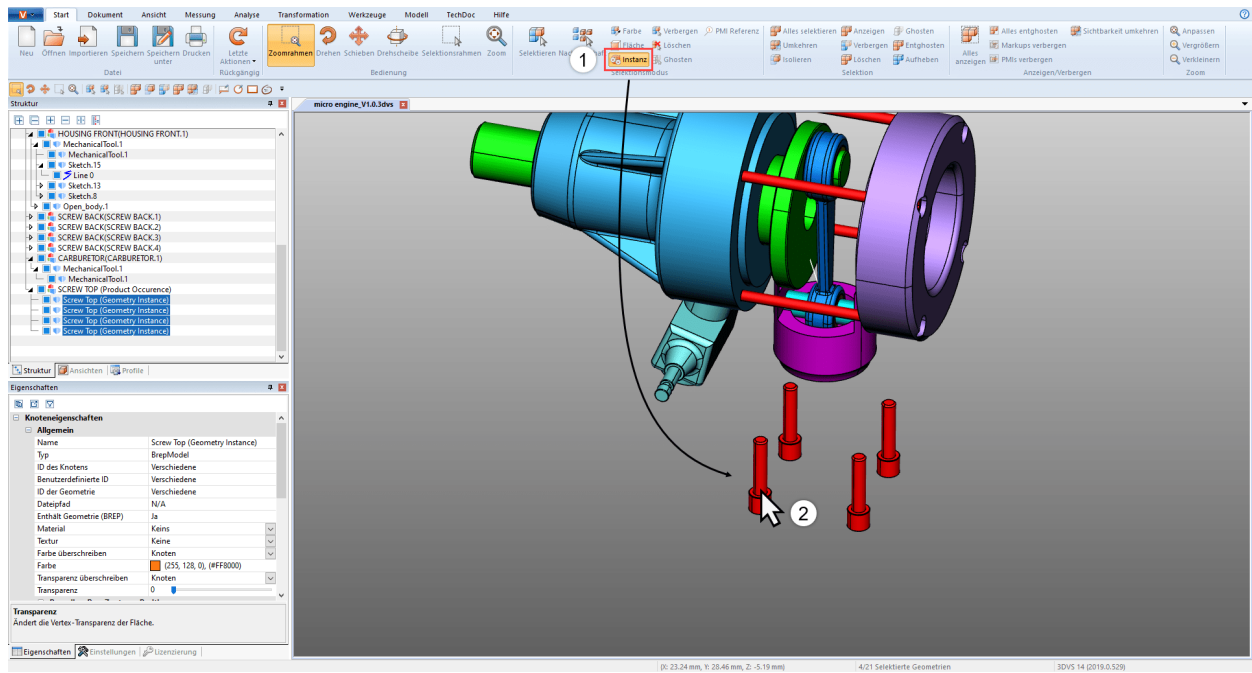 Start Dokument Ansicht Messung Analyse Transformation Werkzeuge Modell TechDoc Hilfe
Neu Öffnen Importieren Speichern Speichern unter Drucken
Datei
Letzte Aktionen
Rückgängig
Zoomrahmen Drehen Schieben Drehscheibe Selektionsrahmen Zoom
Bedienung
Selektieren
1
Farbe Verbergen PMI Referenz
Fläche Löschen
Instanz Ghosten
Selektionsmodus
Alles selektieren Anzeigen Ghosten
Umkehren Verbergen Entghosten
Isolieren Löschen Aufheben
Selektion
Alles anzeigen
Alles entghosten Sichtbarkeit umkehren
Markups verbergen
PMIs verbergen
Anzeigen/Verbergen
Anpassen
Vergrößern
Verkleinern
Zoom
Struktur
micro engine_V1.0.3dvs
HOUSING FRONT(HOUSING FRONT.1)
MechanicalTool.1
MechanicalTool.1
Sketch.15
Line 0
Sketch.13
Sketch.8
Open_body.1
SCREW BACK(SCREW BACK.1)
SCREW BACK(SCREW BACK.2)
SCREW BACK(SCREW BACK.3)
SCREW BACK(SCREW BACK.4)
CARBURETOR(CARBURETOR.1)
MechanicalTool.1
MechanicalTool.1
SCREW TOP (Product Occurence)
Screw Top (Geometry Instance)
Screw Top (Geometry Instance)
Screw Top (Geometry Instance)
Screw Top (Geometry Instance)
Struktur Ansichten Profile
Eigenschaften
Knoteneigenschaften
Allgemein
Name Screw Top (Geometry Instance)
Typ BrepModel
ID des Knotens Verschiedene
Benutzerdefinierte ID Verschiedene
ID der Geometrie Verschiedene
Dateipfad N/A
Enthält Geometrie (BREP) Ja
Material Keins
Textur Keine
Farbe überschreiben Knoten
Farbe (255, 128, 0), (#FF8000)
Transparenz überschreiben Knoten
Transparenz 0
Transparenz
Ändert die Vertex-Transparenz der Fläche.
Eigenschaften Einstellungen Lizenzierung
2
(X: 23.24 mm, Y: 28.46 mm, Z: -5.19 mm) 4/21 Selektierte Geometrien 3DVS 14 (2019.0.529)